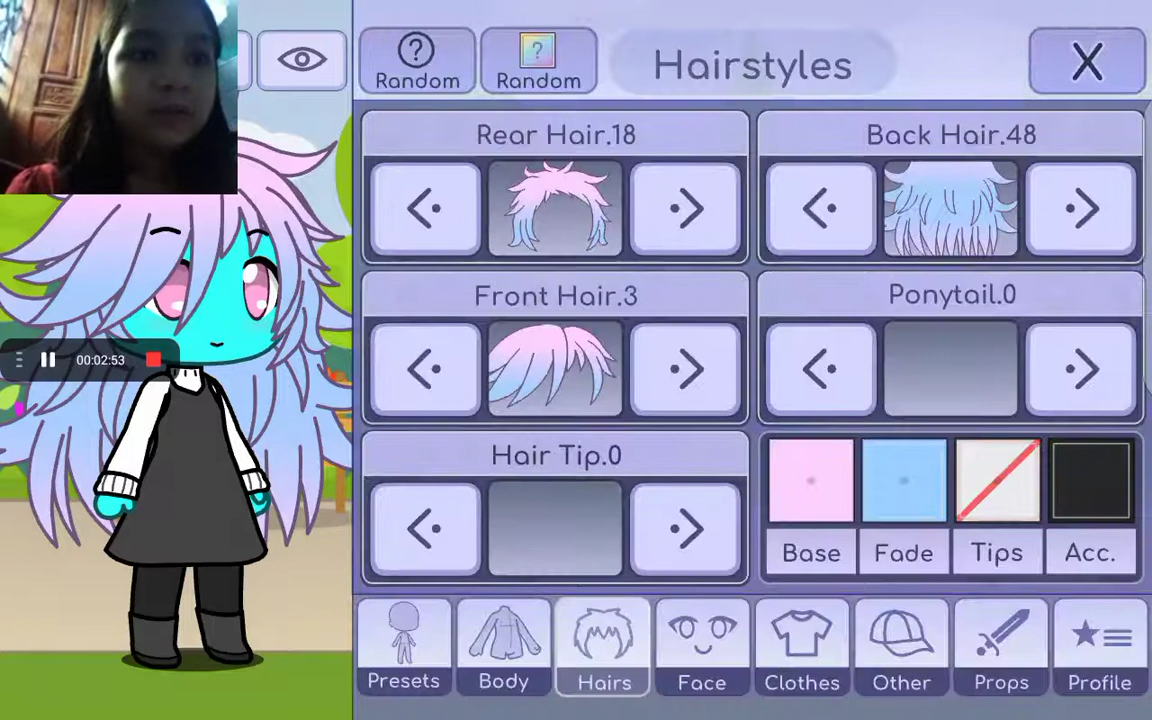 Random
Random
Hairstyles
X
Rear Hair.18
Back Hair.48
Front Hair.3
Ponytail.0
00:02:53
Hair Tip.0
Base
Fade
Tips
Acc.
Presets
Body
Hairs
Face
Clothes
Other
Props
Profile